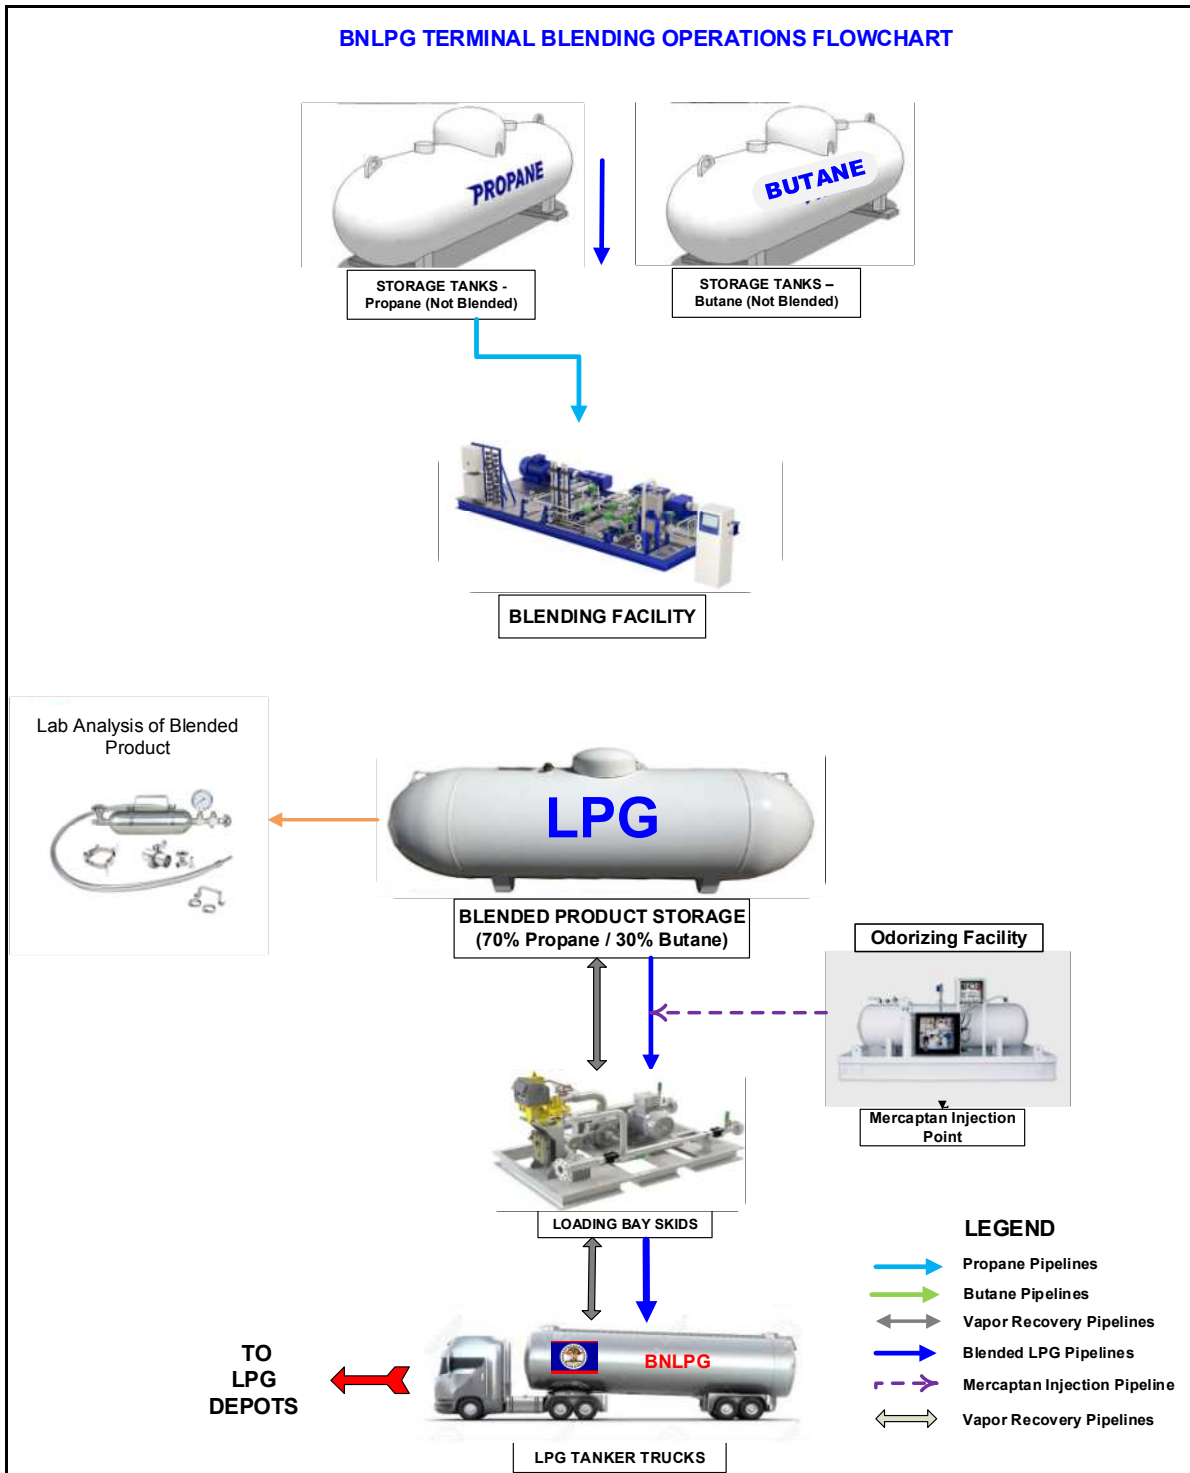 BNLPG TERMINAL BLENDING OPERATIONS FLOWCHART
PROPANE
BUTANE
STORAGE TANKS -
Propane (Not Blended)
STORAGE TANKS –
Butane (Not Blended)
BLENDING FACILITY
Lab Analysis of Blended
Product
LPG
BLENDED PRODUCT STORAGE
(70% Propane / 30% Butane)
Odorizing Facility
Mercaptan Injection
Point
LOADING BAY SKIDS
LEGEND
Propane Pipelines
Butane Pipelines
Vapor Recovery Pipelines
Blended LPG Pipelines
Mercaptan Injection Pipeline
Vapor Recovery Pipelines
BNLPG
TO
LPG
DEPOTS
LPG TANKER TRUCKS